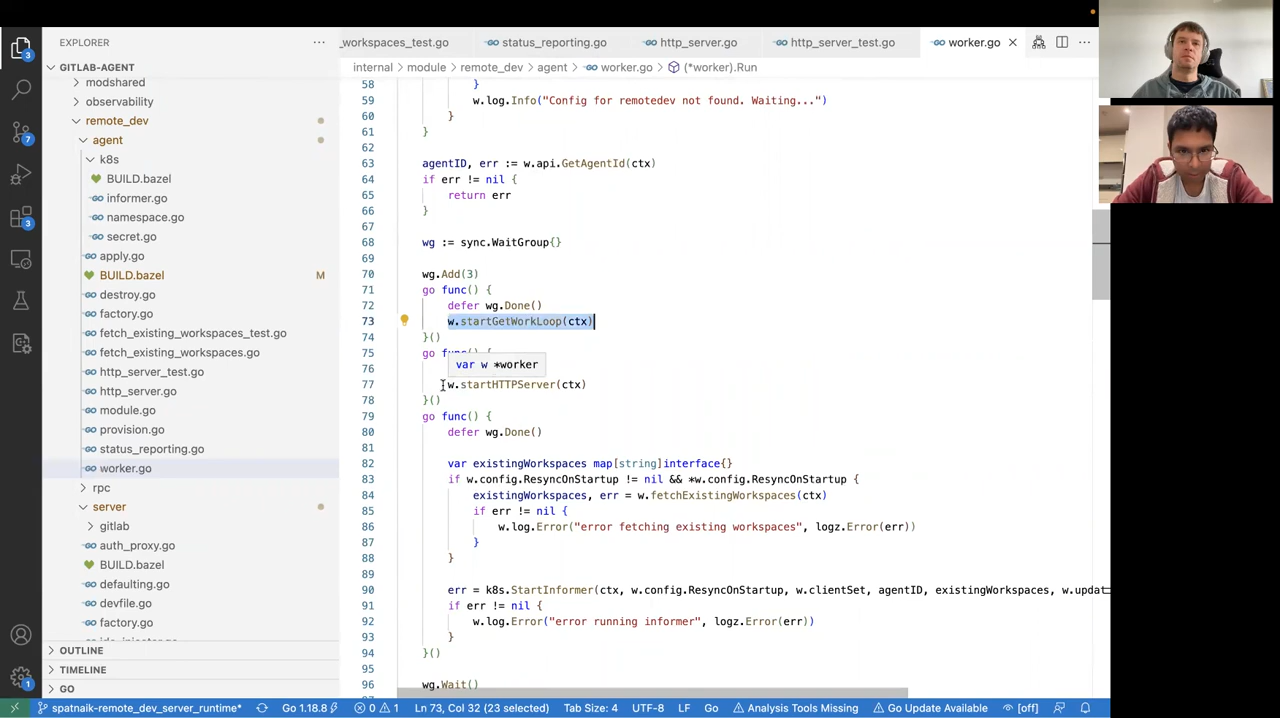 EXPLORER
GITLAB-AGENT
modshared
observability
remote_dev
agent
k8s
BUILD.bazel
informer.go
namespace.go
secret.go
apply.go
BUILD.bazel M
destroy.go
factory.go
fetch_existing_workspaces_test.go
fetch_existing_workspaces.go
http_server_test.go
http_server.go
module.go
provision.go
status_reporting.go
worker.go
rpc
server
gitlab
auth_proxy.go
BUILD.bazel
defaulting.go
devfile.go
factory.go
OUTLINE
TIMELINE
GO
3
7
3
1
_workspaces_test.go status_reporting.go http_server.go http_server_test.go worker.go
internal > module > remote_dev > agent > worker.go > (*worker).Run
58 }
59 w.log.Info("Config for remotedev not found. Waiting...")
60 }
61 }
62
63 agentID, err := w.api.GetAgentId(ctx)
64 if err != nil {
65 return err
66 }
67
68 wg := sync.WaitGroup{}
69
70 wg.Add(3)
71 go func() {
72 defer wg.Done()
73 w.startGetWorkLoop(ctx)
74 }()
75 go func() {
76 var w *worker
77 w.startHTTPServer(ctx)
78 }()
79 go func() {
80 defer wg.Done()
81
82 var existingWorkspaces map[string]interface{}
83 if w.config.ResyncOnStartup != nil && *w.config.ResyncOnStartup {
84 existingWorkspaces, err = w.fetchExistingWorkspaces(ctx)
85 if err != nil {
86 w.log.Error("error fetching existing workspaces", logz.Error(err))
87 }
88 }
89
90 err = k8s.StartInformer(ctx, w.config.ResyncOnStartup, w.clientSet, agentID, existingWorkspaces, w.updat
91 if err != nil {
92 w.log.Error("error running informer", logz.Error(err))
93 }
94 }()
95
96 wg.Wait()
spatnaik-remote_dev_server_runtime* Go 1.18.8 0 1 Ln 73, Col 32 (23 selected) Tab Size: 4 UTF-8 LF Go Analysis Tools Missing Go Update Available [off]